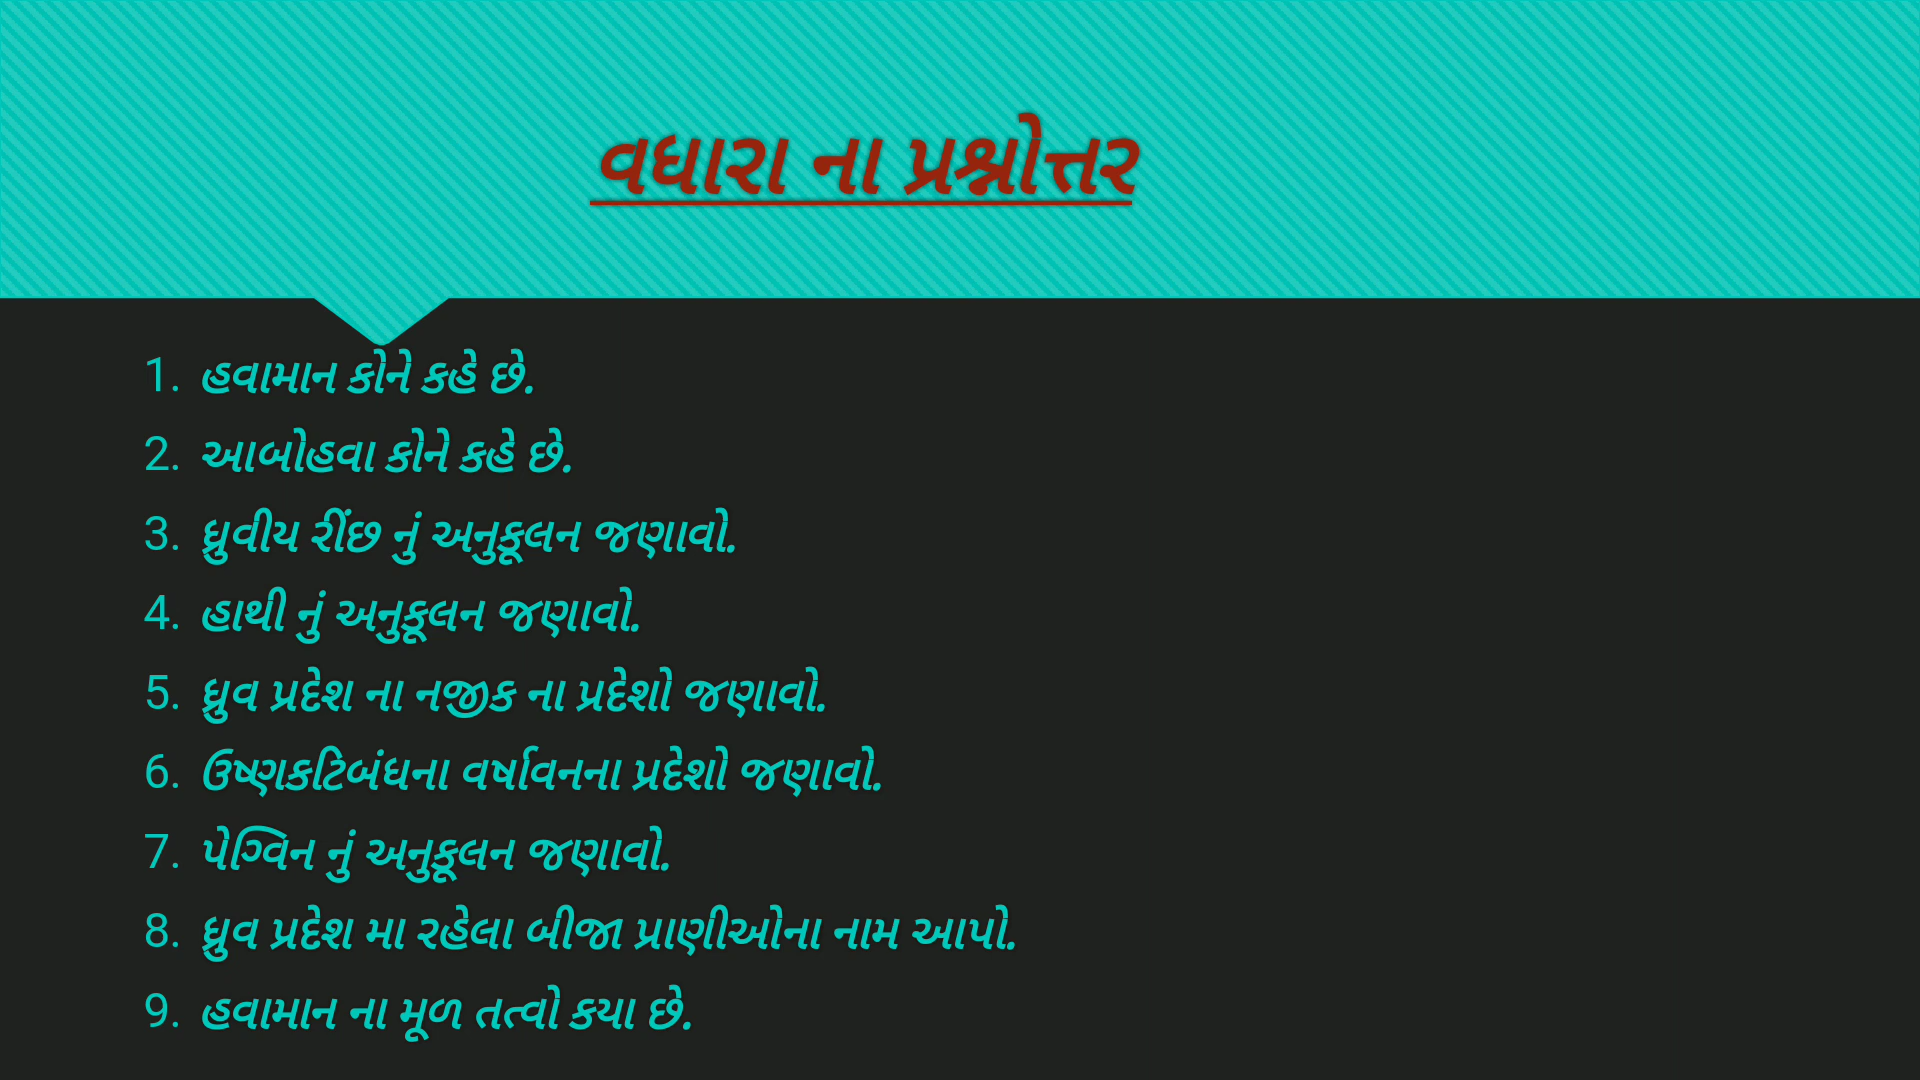 વધારા ના પ્રશ્નોત્તર
1. હવામાન કોને કહે છે.
2. આબોહવા કોને કહે છે.
3. ધ્રુવીય રીંછ નું અનુકૂલન જણાવો.
4. હાથી નું અનુકૂલન જણાવો.
5. ધ્રુવ પ્રદેશ ના નજીક ના પ્રદેશો જણાવો.
6. ઉષ્ણકટિબંધના વર્ષાવનના પ્રદેશો જણાવો.
7. પેગ્વિન નું અનુકૂલન જણાવો.
8. ધ્રુવ પ્રદેશ મા રહેલા બીજા પ્રાણીઓના નામ આપો.
9. હવામાન ના મૂળ તત્વો કયા છે.